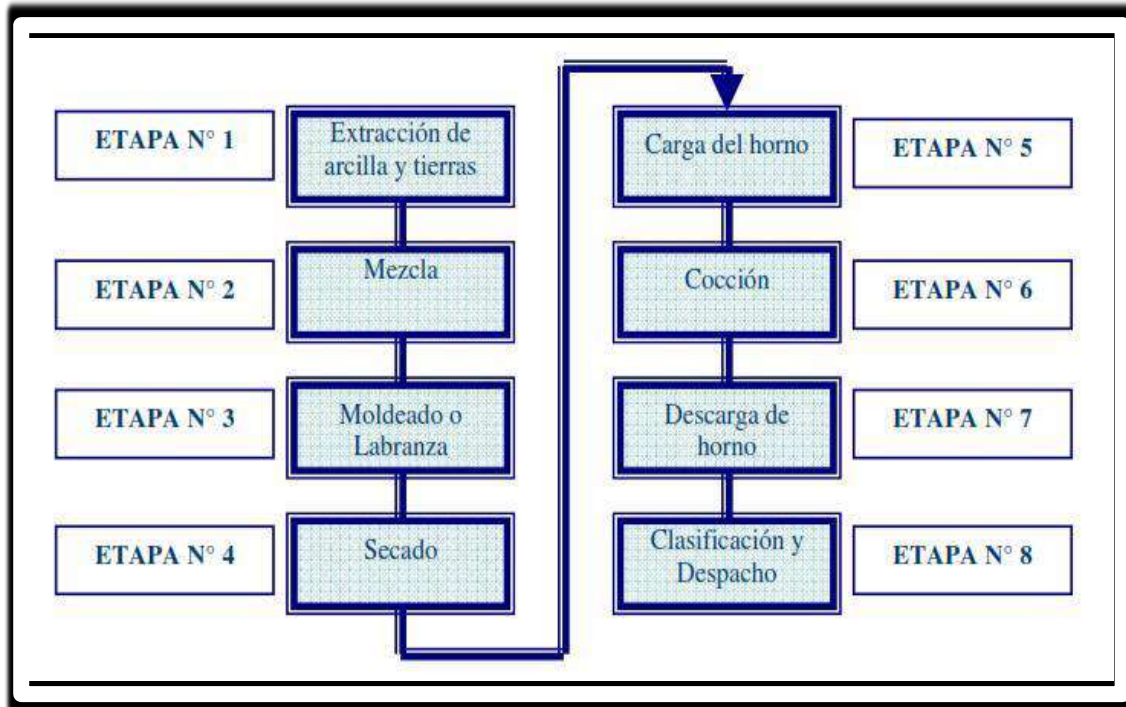 ETAPA N° 1
Extracción de
arcilla y tierras
ETAPA N° 2
Mezcla
ETAPA N° 3
Moldeado o
Labranza
ETAPA N° 4
Secado
Carga del horno
ETAPA N° 5
Cocción
ETAPA N° 6
Descarga de
horno
ETAPA N° 7
Clasificación y
Despacho
ETAPA N° 8